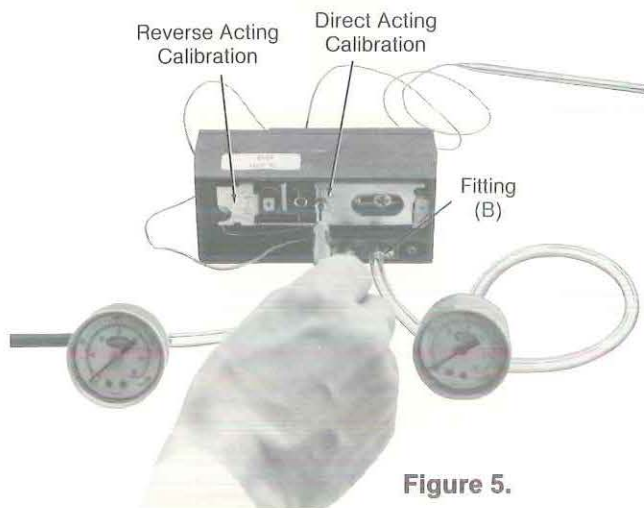 Reverse Acting
Calibration
Direct Acting
Calibration
Fitting
(B)
Figure 5.